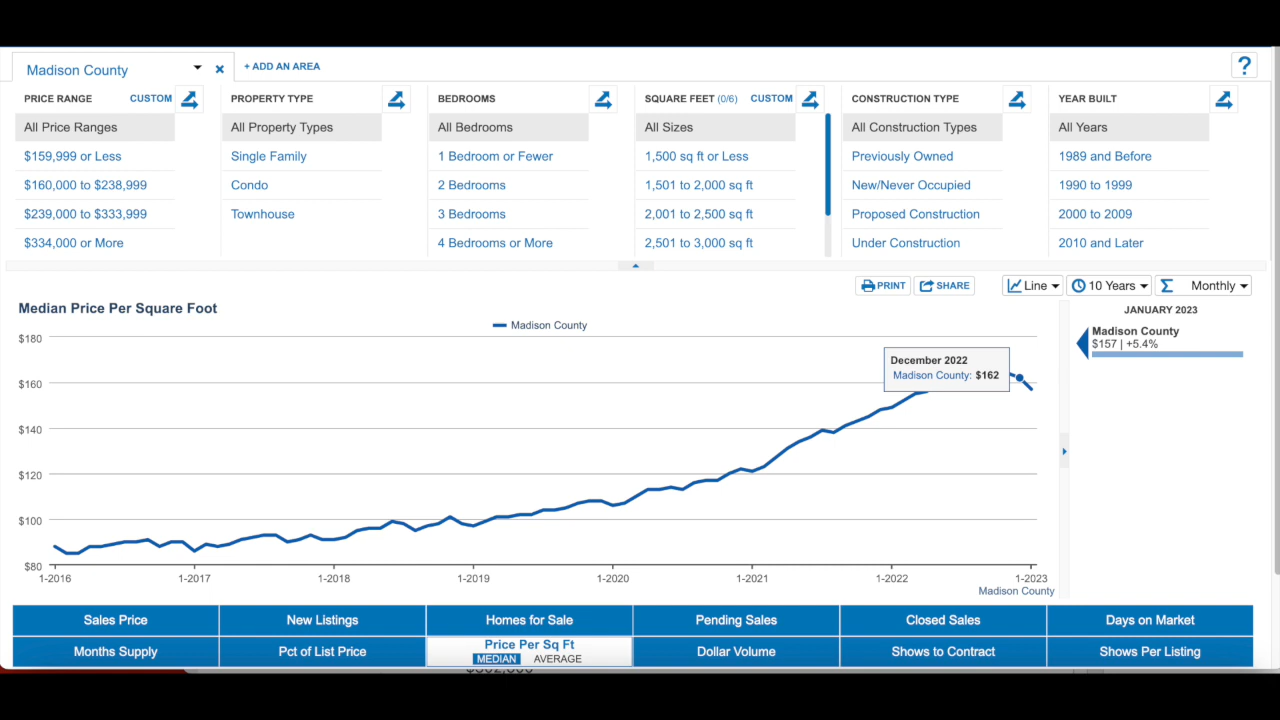 Madison County
+ ADD AN AREA
?
PRICE RANGE CUSTOM
All Price Ranges
$159,999 or Less
$160,000 to $238,999
$239,000 to $333,999
$334,000 or More
PROPERTY TYPE
All Property Types
Single Family
Condo
Townhouse
BEDROOMS
All Bedrooms
1 Bedroom or Fewer
2 Bedrooms
3 Bedrooms
4 Bedrooms or More
SQUARE FEET (0/6) CUSTOM
All Sizes
1,500 sq ft or Less
1,501 to 2,000 sq ft
2,001 to 2,500 sq ft
2,501 to 3,000 sq ft
CONSTRUCTION TYPE
All Construction Types
Previously Owned
New/Never Occupied
Proposed Construction
Under Construction
YEAR BUILT
All Years
1989 and Before
1990 to 1999
2000 to 2009
2010 and Later
PRINT
SHARE
Line
10 Years
Σ Monthly
Median Price Per Square Foot
Madison County
JANUARY 2023
Madison County
$157 | +5.4%
December 2022
Madison County: $162
$180
$160
$140
$120
$100
$80
1-2016 1-2017 1-2018 1-2019 1-2020 1-2021 1-2022 1-2023
Madison County
Sales Price
New Listings
Homes for Sale
Pending Sales
Closed Sales
Days on Market
Months Supply
Pct of List Price
Price Per Sq Ft
MEDIAN AVERAGE
Dollar Volume
Shows to Contract
Shows Per Listing